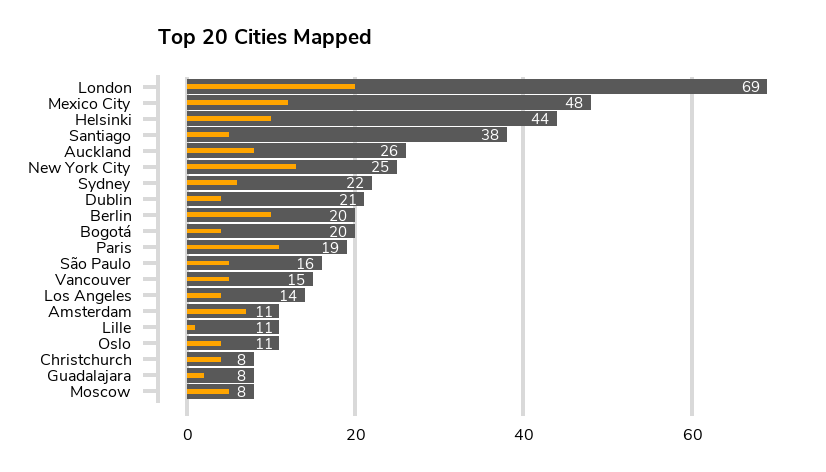 Top 20 Cities Mapped
London 69
Mexico City 48
Helsinki 44
Santiago 38
Auckland 26
New York City 25
Sydney 22
Dublin 21
Berlin 20
Bogotá 20
Paris 19
São Paulo 16
Vancouver 15
Los Angeles 14
Amsterdam 11
Lille 11
Oslo 11
Christchurch 8
Guadalajara 8
Moscow 8
0 20 40 60